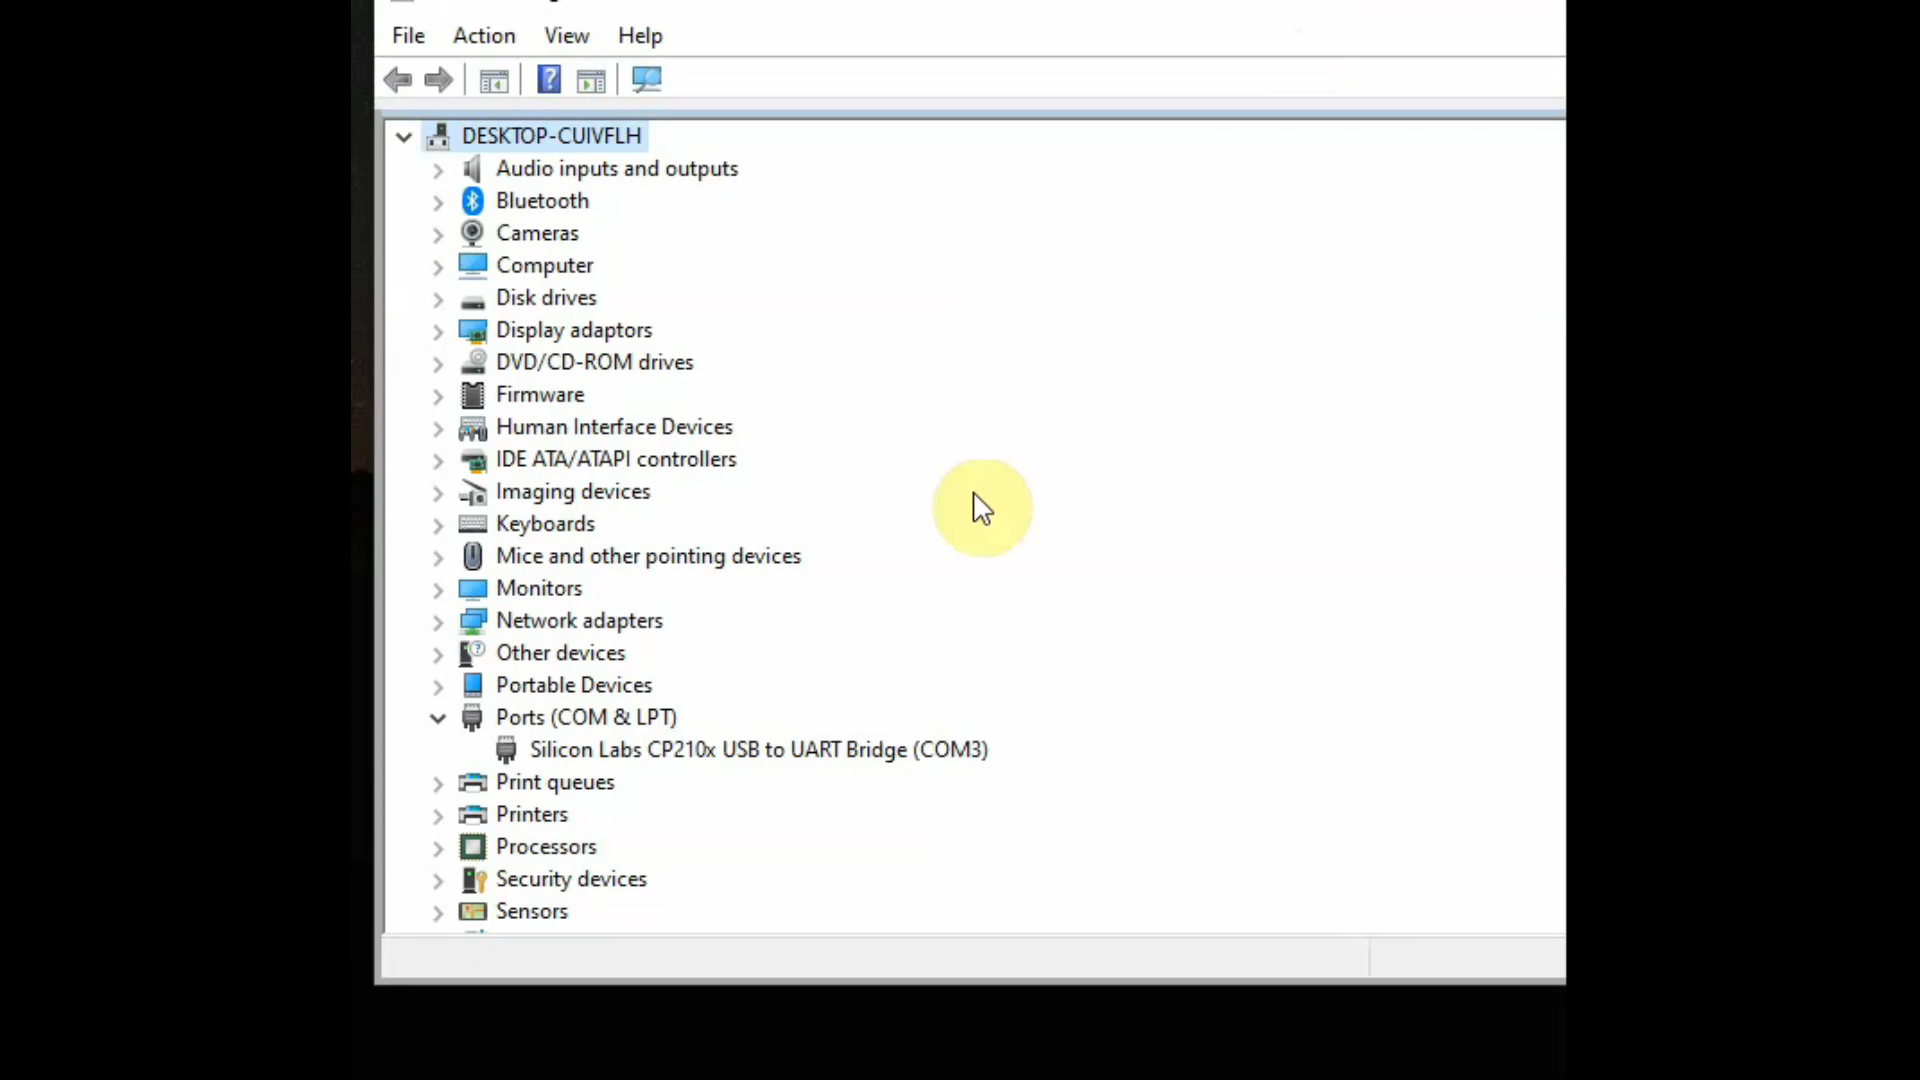 File Action View Help
DESKTOP-CUIVFLH
Audio inputs and outputs
Bluetooth
Cameras
Computer
Disk drives
Display adaptors
DVD/CD-ROM drives
Firmware
Human Interface Devices
IDE ATA/ATAPI controllers
Imaging devices
Keyboards
Mice and other pointing devices
Monitors
Network adapters
Other devices
Portable Devices
Ports (COM & LPT)
Silicon Labs CP210x USB to UART Bridge (COM3)
Print queues
Printers
Processors
Security devices
Sensors